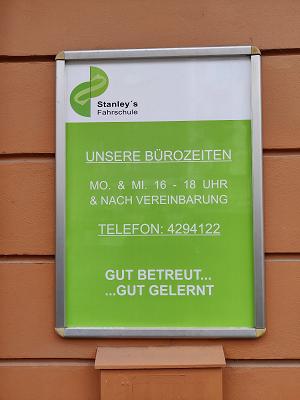 Stanley´s
Fahrschule
UNSERE BÜROZEITEN
MO. & MI. 16 - 18 UHR
& NACH VEREINBARUNG
TELEFON: 4294122
GUT BETREUT...
...GUT GELERNT